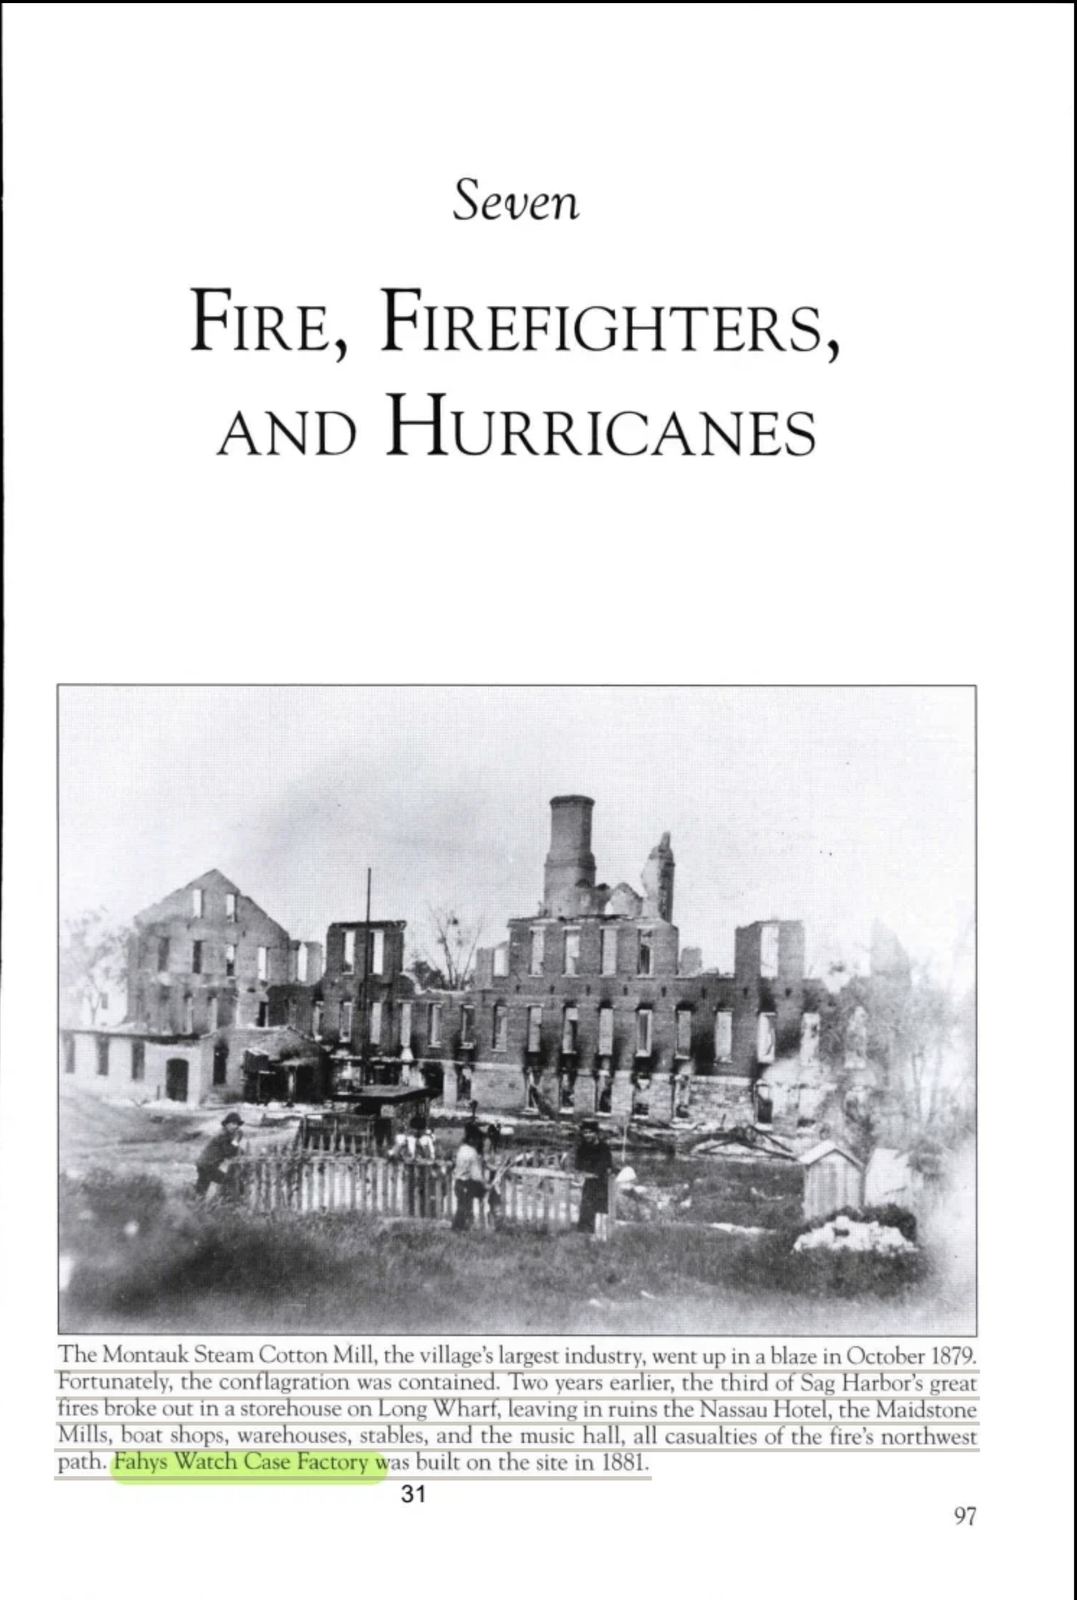 Seven
FIRE, FIREFIGHTERS,
AND HURRICANES
The Montauk Steam Cotton Mill, the village's largest industry, went up in a blaze in October 1879.
Fortunately, the conflagration was contained. Two years earlier, the third of Sag Harbor's great
fires broke out in a storehouse on Long Wharf, leaving in ruins the Nassau Hotel, the Maidstone
Mills, boat shops, warehouses, stables, and the music hall, all casualties of the fire's northwest
path. Fahys Watch Case Factory was built on the site in 1881.
31
97